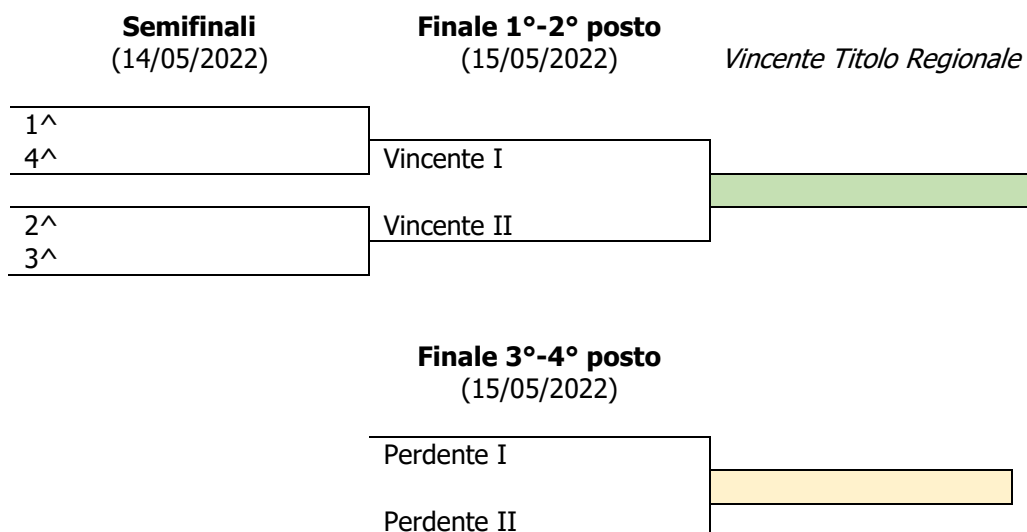 Semifinali
(14/05/2022)
Finale 1°-2° posto
(15/05/2022)
Vincente Titolo Regionale
1^
4^
Vincente I
2^
3^
Vincente II
Finale 3°-4° posto
(15/05/2022)
Perdente I
Perdente II